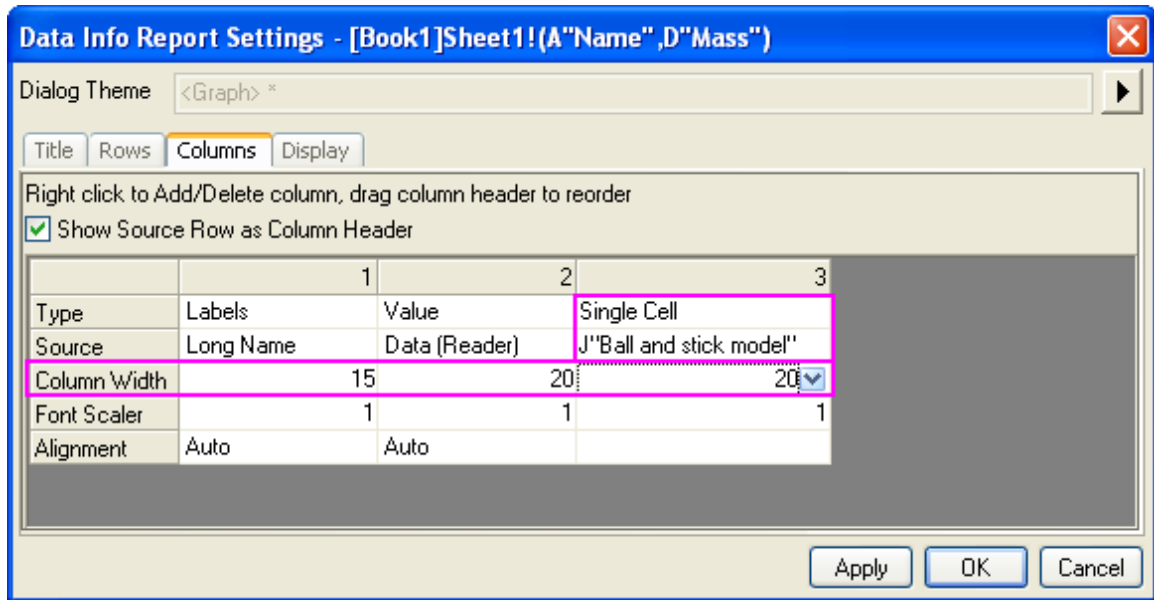 Data Info Report Settings - [Book1]Sheet1!(A"Name",D"Mass")
Dialog Theme <Graph> *
Title Rows Columns Display
Right click to Add/Delete column, drag column header to reorder
Show Source Row as Column Header
1 2 3
Type Labels Value Single Cell
Source Long Name Data (Reader) J"Ball and stick model"
Column Width 15 20 20
Font Scaler 1 1 1
Alignment Auto Auto
Apply OK Cancel